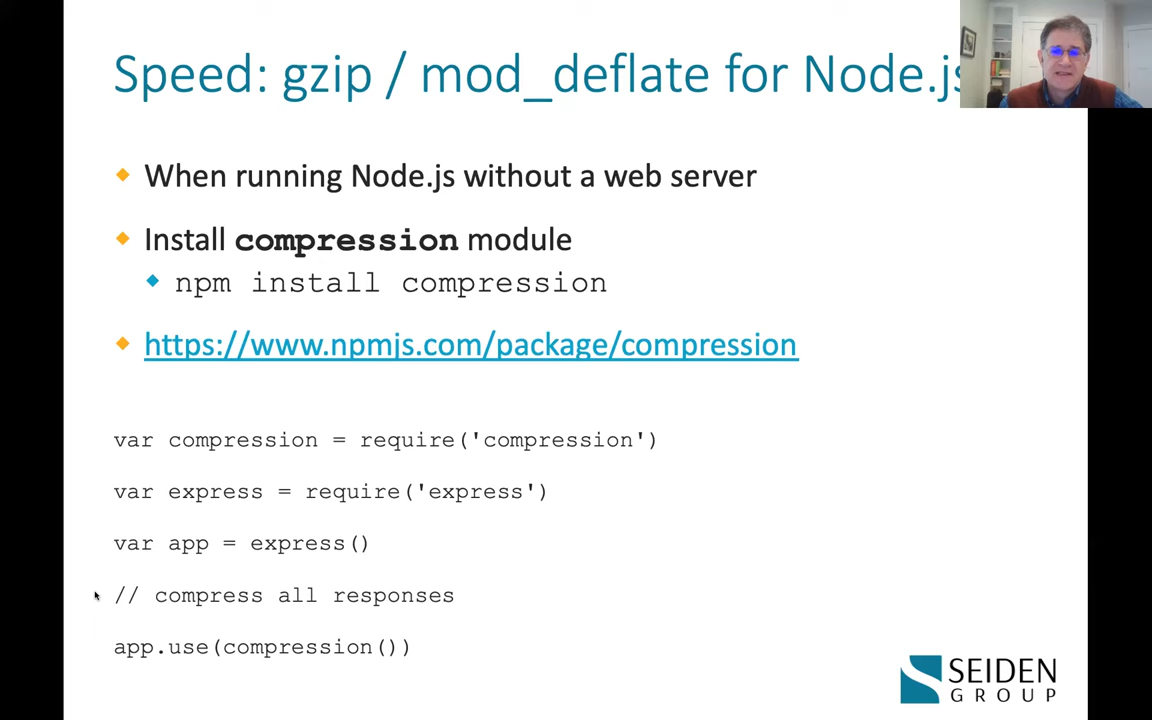 Speed: gzip / mod_deflate for Node.js
When running Node.js without a web server
Install compression module
npm install compression
https://www.npmjs.com/package/compression
var compression = require('compression')
var express = require('express')
var app = express()
// compress all responses
app.use(compression())
SEIDEN
GROUP